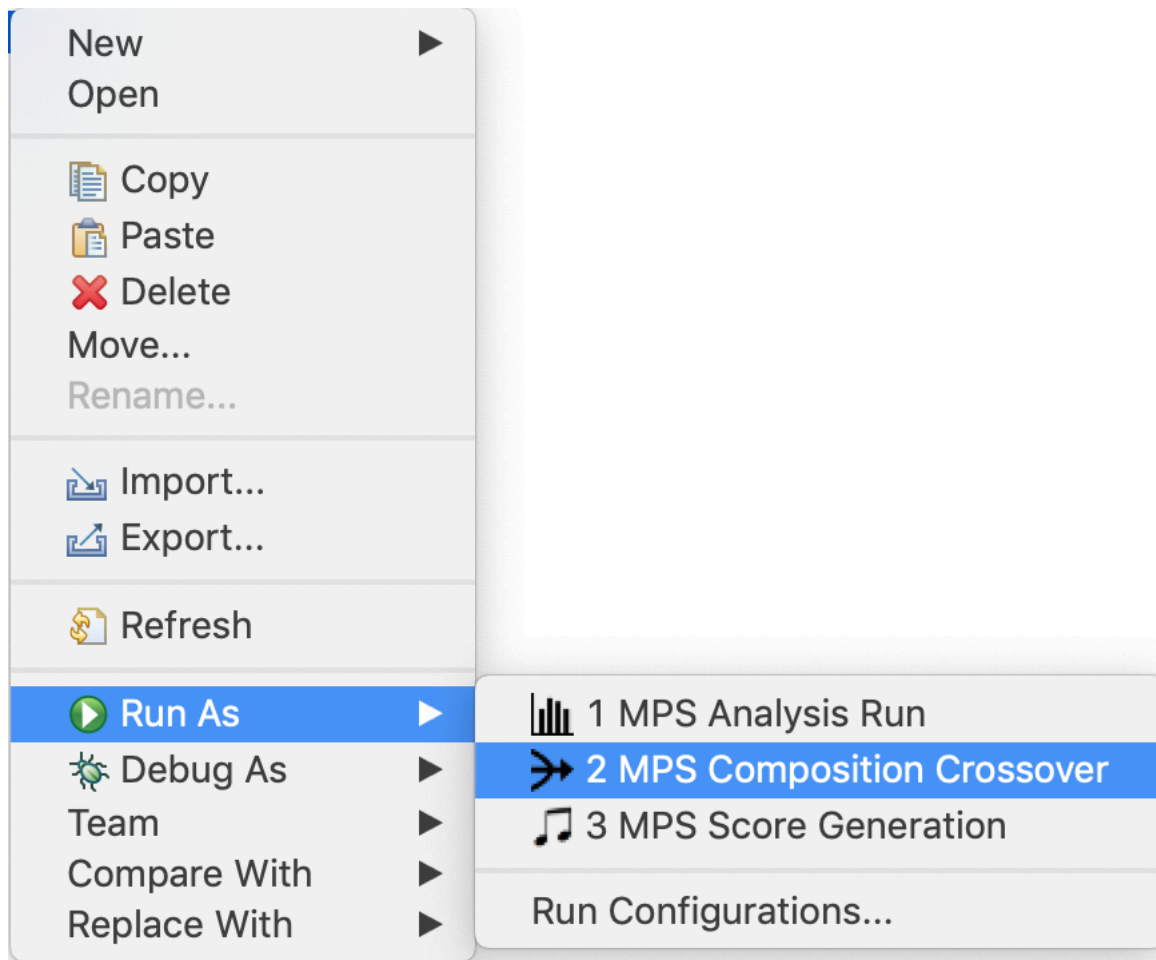 New
Open
Copy
Paste
Delete
Move...
Rename...
Import...
Export...
Refresh
Run As
Debug As
Team
Compare With
Replace With
1 MPS Analysis Run
2 MPS Composition Crossover
3 MPS Score Generation
Run Configurations...